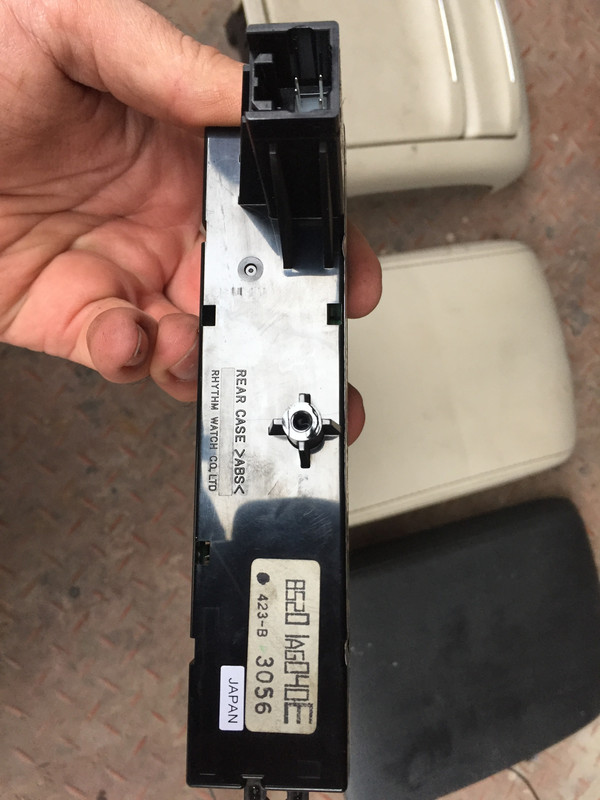 REAR CASE >ABS<
RHYTHM WATCH CO, LTD
8520 1AG040E
423-B 3056
JAPAN